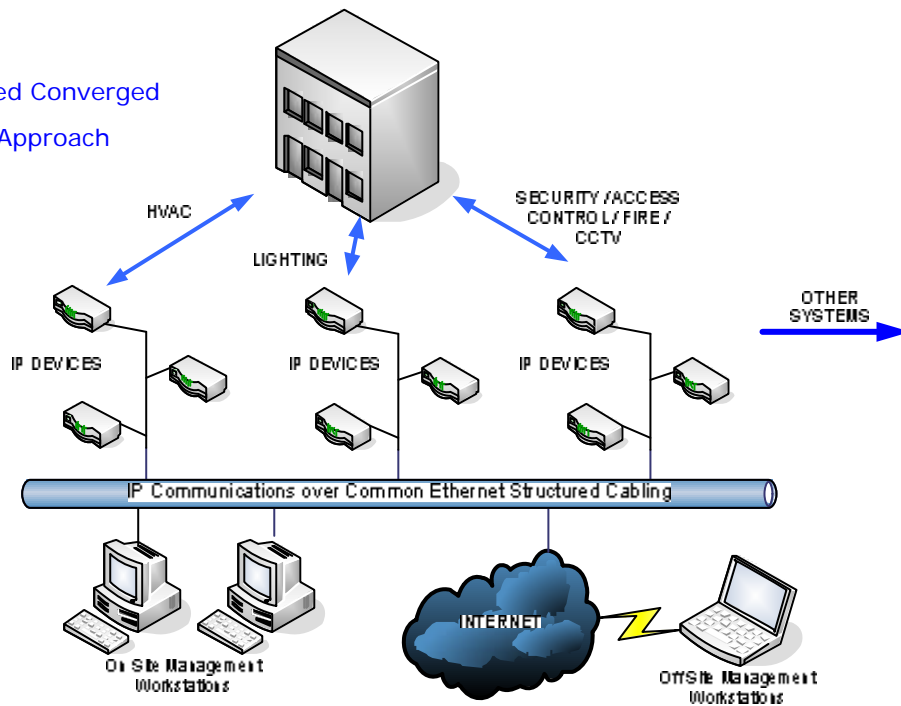 ed Converged
Approach
HVAC
LIGHTING
SECURITY/ACCESS
CONTROL/FIRE/
CCTV
OTHER
SYSTEMS
IP DEVICES
IP DEVICES
IP DEVICES
IP Communications over Common Ethernet Structured Cabling
INTERNET
On Site Management
Workstations
OffSite Management
Workstations